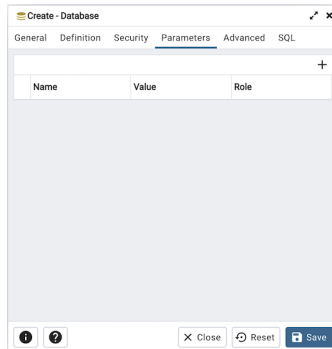 Create - Database
General Definition Security Parameters Advanced SQL
Name Value Role
Close Reset Save